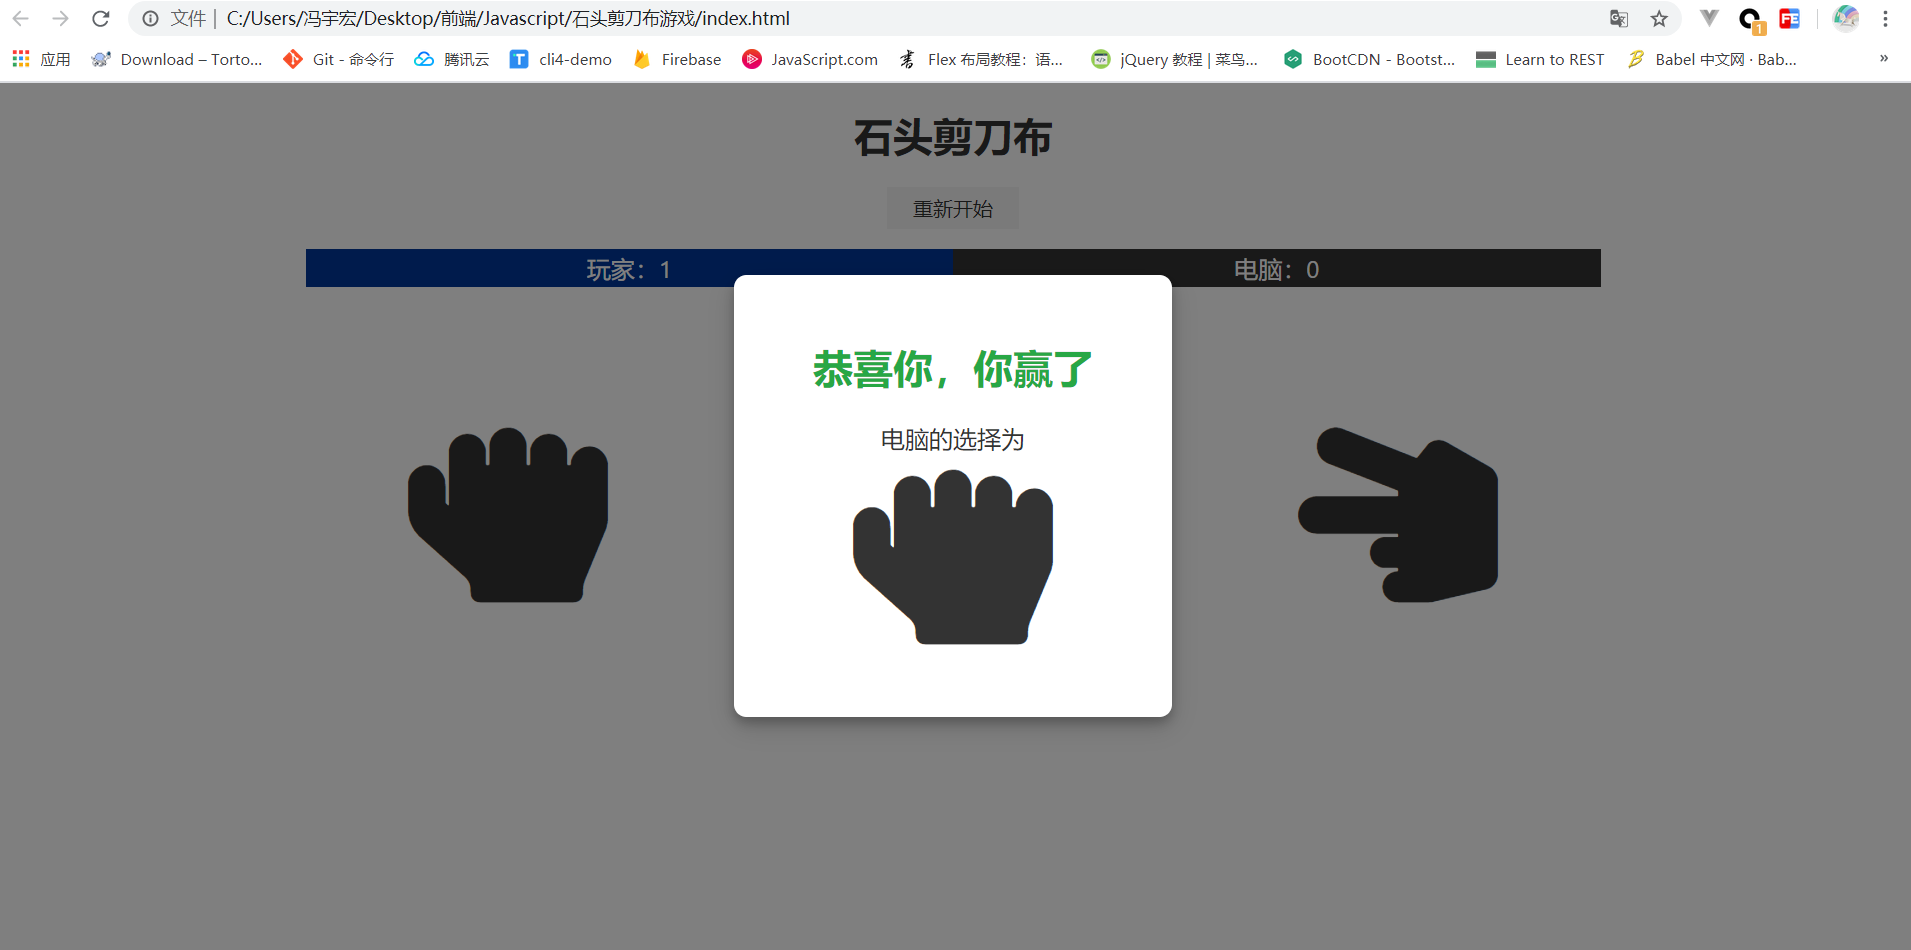 文件 | C:/Users/冯宇宏/Desktop/前端/Javascript/石头剪刀布游戏/index.html
1
FE
应用 Download – Torto... Git - 命令行 腾讯云 T cli4-demo Firebase JavaScript.com 书 Flex 布局教程：语... jQuery 教程 | 菜鸟... BootCDN - Bootst... Learn to REST Babel 中文网 · Bab... »
石头剪刀布
重新开始
玩家：1 电脑：0
恭喜你，你赢了
电脑的选择为